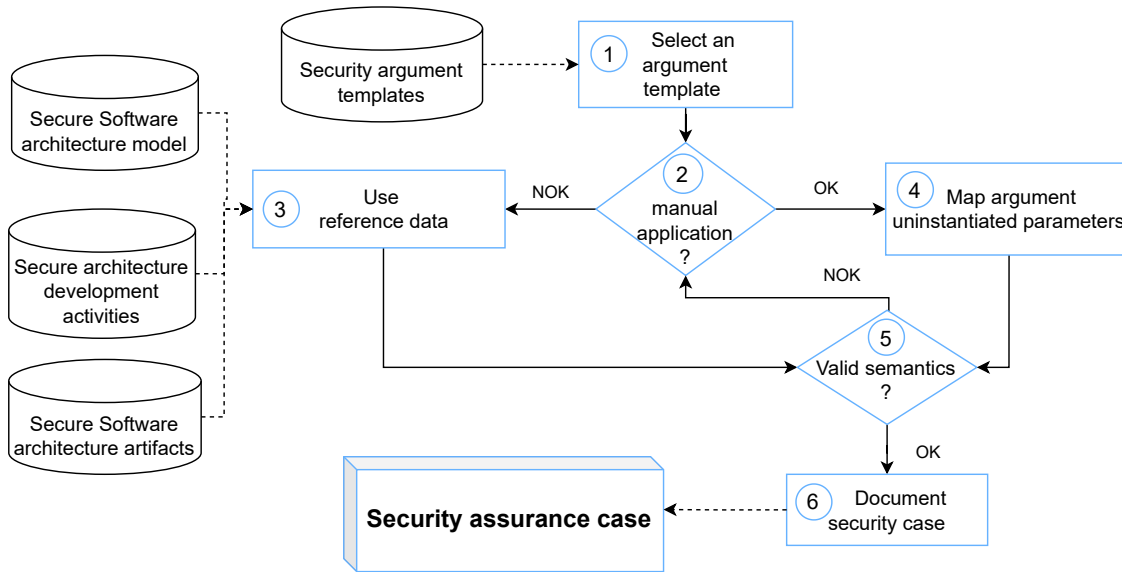 Security argument
templates
1
Select an
argument
template
Secure Software
architecture model
2
manual
application
?
NOK
OK
3
Use
reference data
4
Map argument
uninstantiated parameters
Secure architecture
development
activities
NOK
5
Valid semantics
?
Secure Software
architecture artifacts
OK
6
Document
security case
Security assurance case